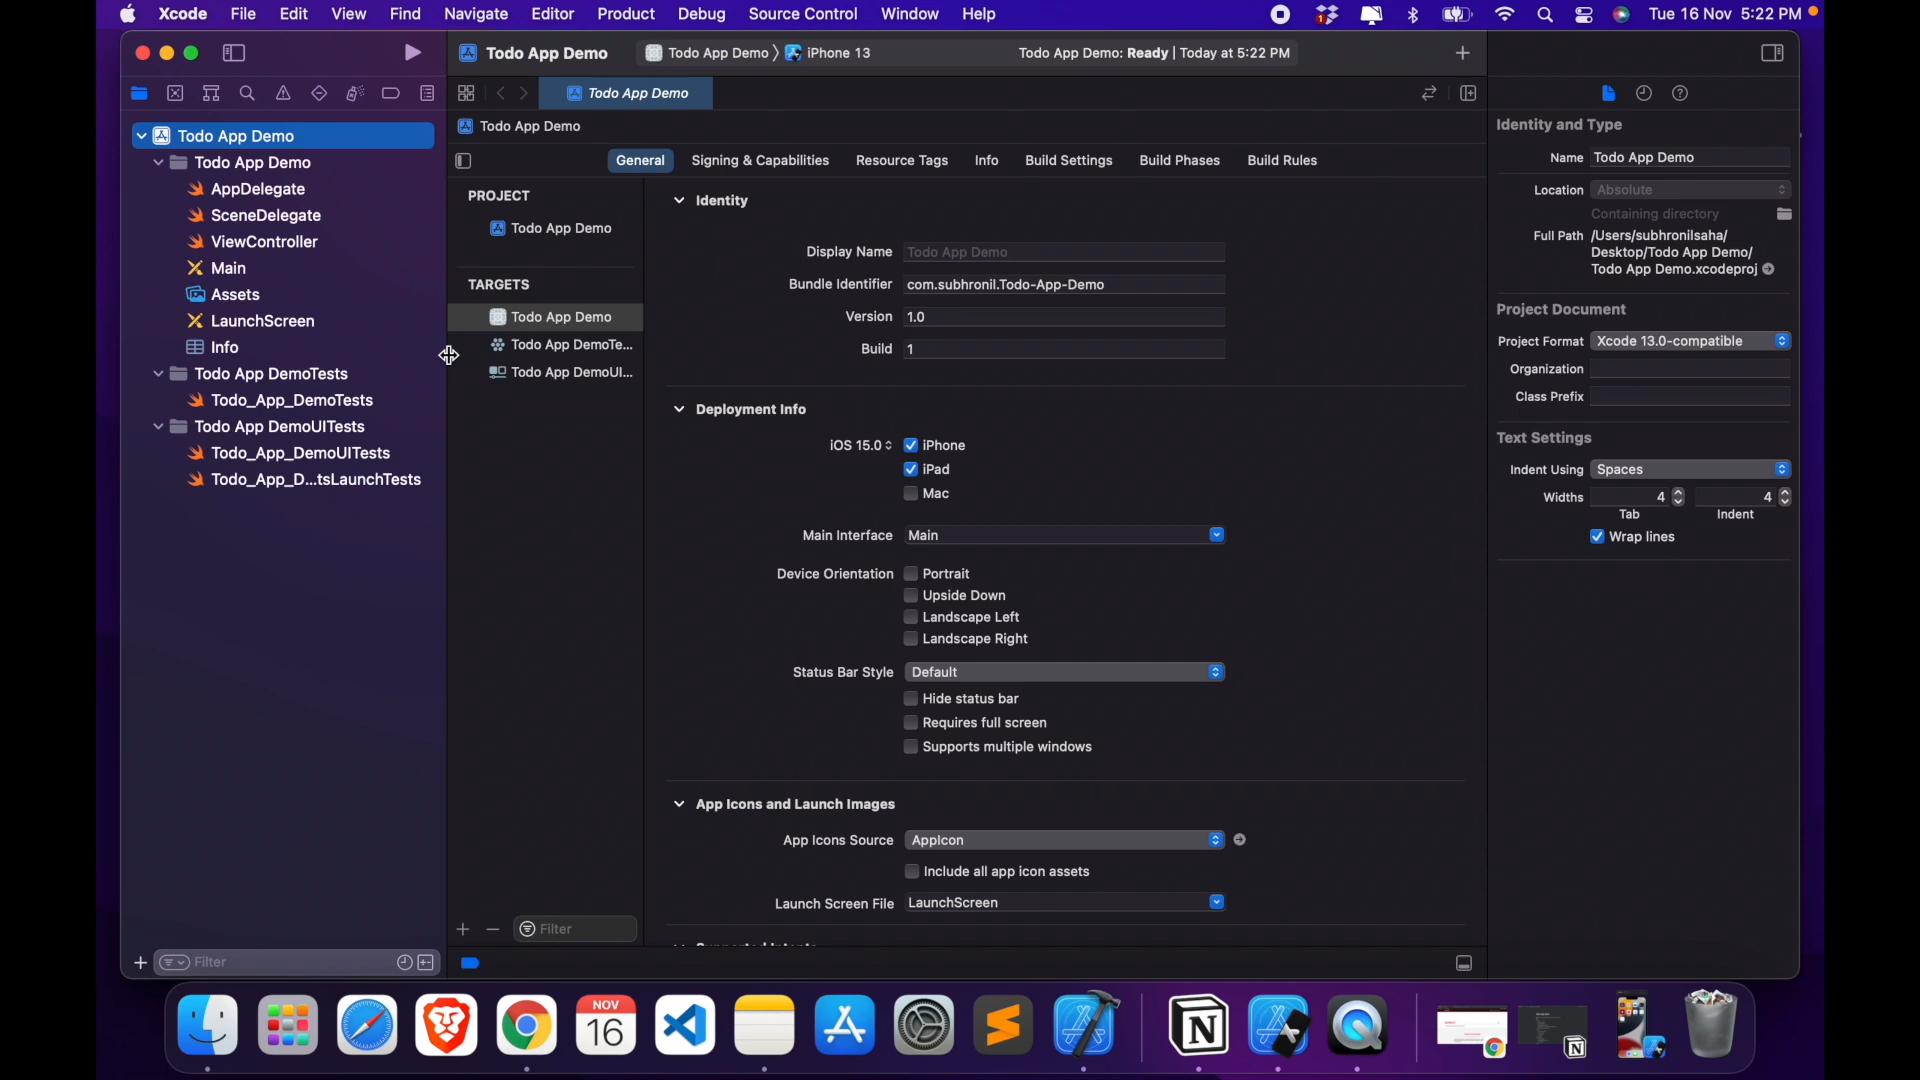 Xcode File Edit View Find Navigate Editor Product Debug Source Control Window Help 1 Tue 16 Nov 5:22 PM
Todo App Demo Todo App Demo 〉 iPhone 13 Todo App Demo: Ready | Today at 5:22 PM
Todo App Demo
Todo App Demo
Todo App Demo
Todo App Demo
AppDelegate
SceneDelegate
ViewController
Main
Assets
LaunchScreen
Info
Todo App DemoTests
Todo_App_DemoTests
Todo App DemoUITests
Todo_App_DemoUITests
Todo_App_D...tsLaunchTests
Filter
General Signing & Capabilities Resource Tags Info Build Settings Build Phases Build Rules
PROJECT
Todo App Demo
TARGETS
Todo App Demo
Todo App DemoTe...
Todo App DemoUI...
Filter
Identity
Display Name Todo App Demo
Bundle Identifier com.subhronil.Todo-App-Demo
Version 1.0
Build 1
Deployment Info
iOS 15.0 iPhone
iPad
Mac
Main Interface Main
Device Orientation Portrait
Upside Down
Landscape Left
Landscape Right
Status Bar Style Default
Hide status bar
Requires full screen
Supports multiple windows
App Icons and Launch Images
App Icons Source AppIcon
Include all app icon assets
Launch Screen File LaunchScreen
Identity and Type
Name Todo App Demo
Location Absolute
Containing directory
Full Path /Users/subhronilsaha/
Desktop/Todo App Demo/
Todo App Demo.xcodeproj
Project Document
Project Format Xcode 13.0-compatible
Organization
Class Prefix
Text Settings
Indent Using Spaces
Widths 4 4
Tab Indent
Wrap lines
NOV
16